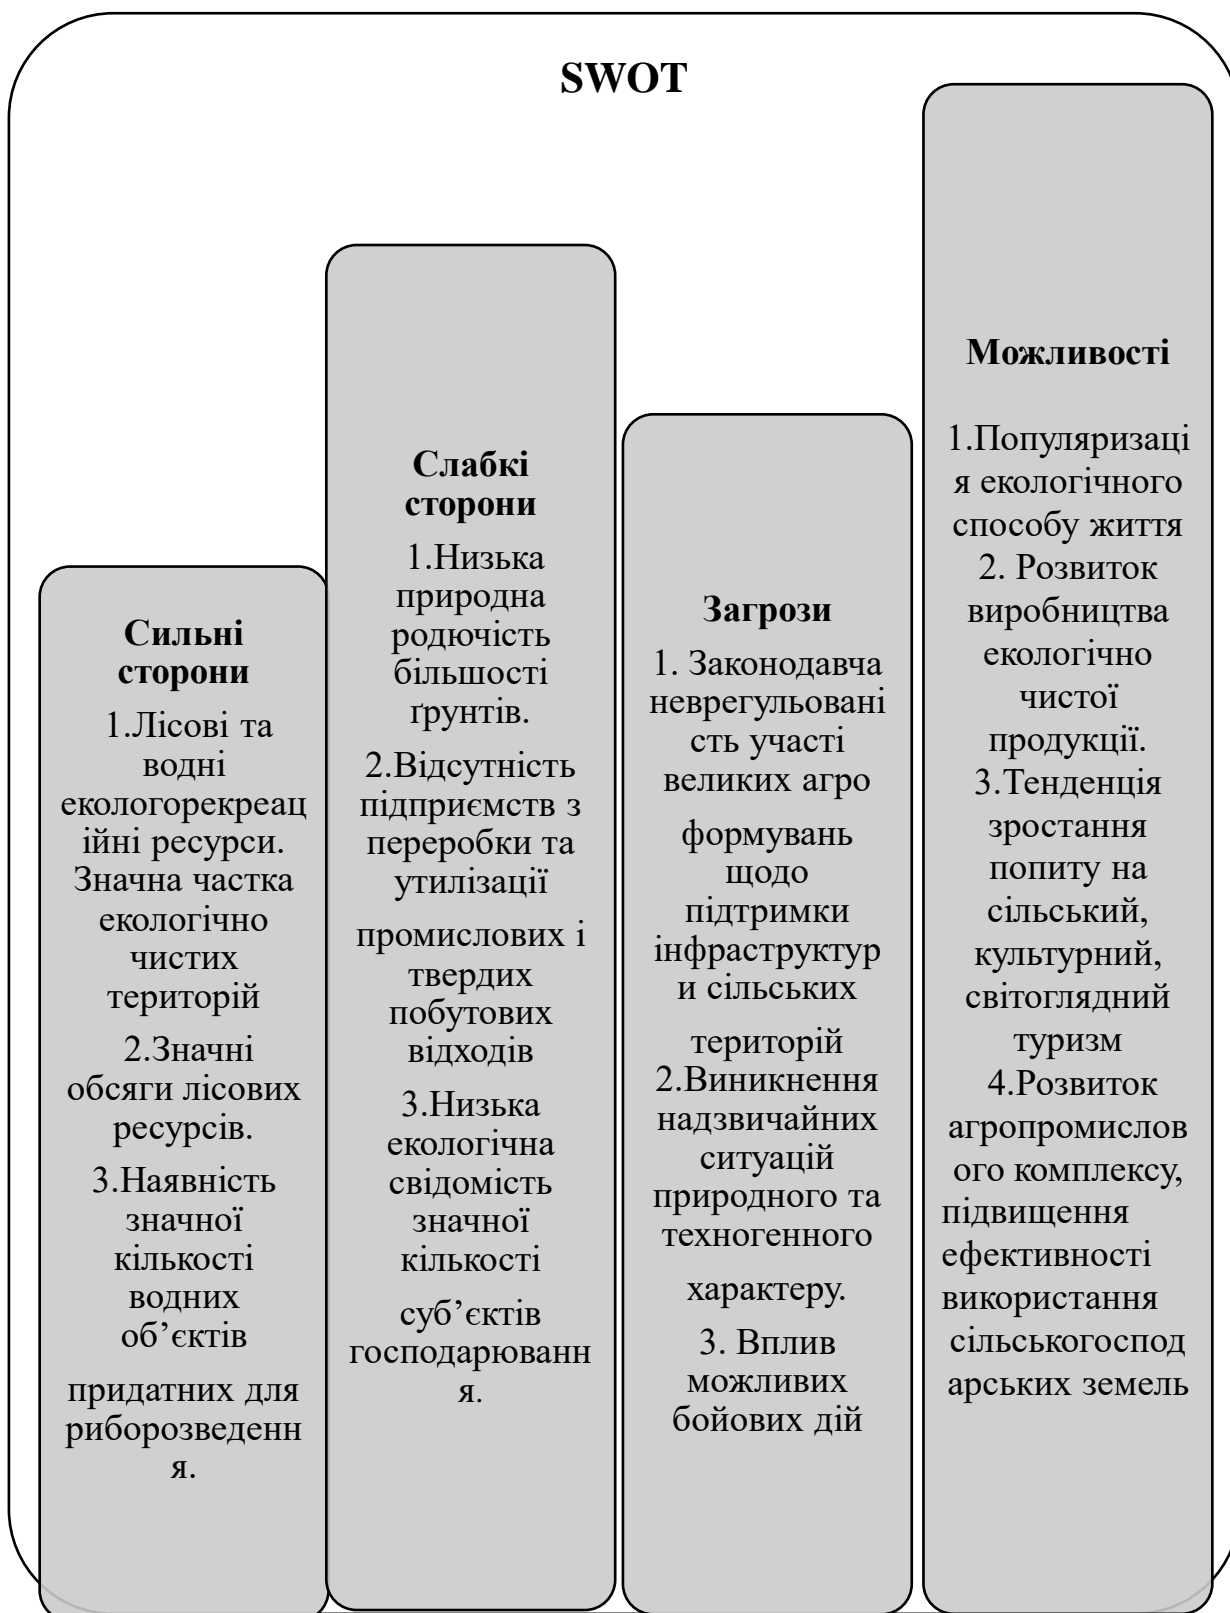 SWOT
Сильні
сторони
1.Лісові та
водні
екологорекреац
ійні ресурси.
Значна частка
екологічно
чистих
територій
2.Значні
обсяги лісових
ресурсів.
3.Наявність
значної
кількості
водних
об’єктів
придатних для
риборозведенн
я.
Слабкі
сторони
1.Низька
природна
родючість
більшості
ґрунтів.
2.Відсутність
підприємств з
переробки та
утилізації
промислових і
твердих
побутових
відходів
3.Низька
екологічна
свідомість
значної
кількості
суб’єктів
господарюванн
я.
Загрози
1. Законодавча
неврегульовані
сть участі
великих агро
формувань
щодо
підтримки
інфраструктур
и сільських
територій
2.Виникнення
надзвичайних
ситуацій
природного та
техногенного
характеру.
3. Вплив
можливих
бойових дій
Можливості
1.Популяризаці
я екологічного
способу життя
2. Розвиток
виробництва
екологічно
чистої
продукції.
3.Тенденція
зростання
попиту на
сільський,
культурний,
світоглядний
туризм
4.Розвиток
агропромислов
ого комплексу,
підвищення
ефективності
використання
сільськогоспод
арських земель